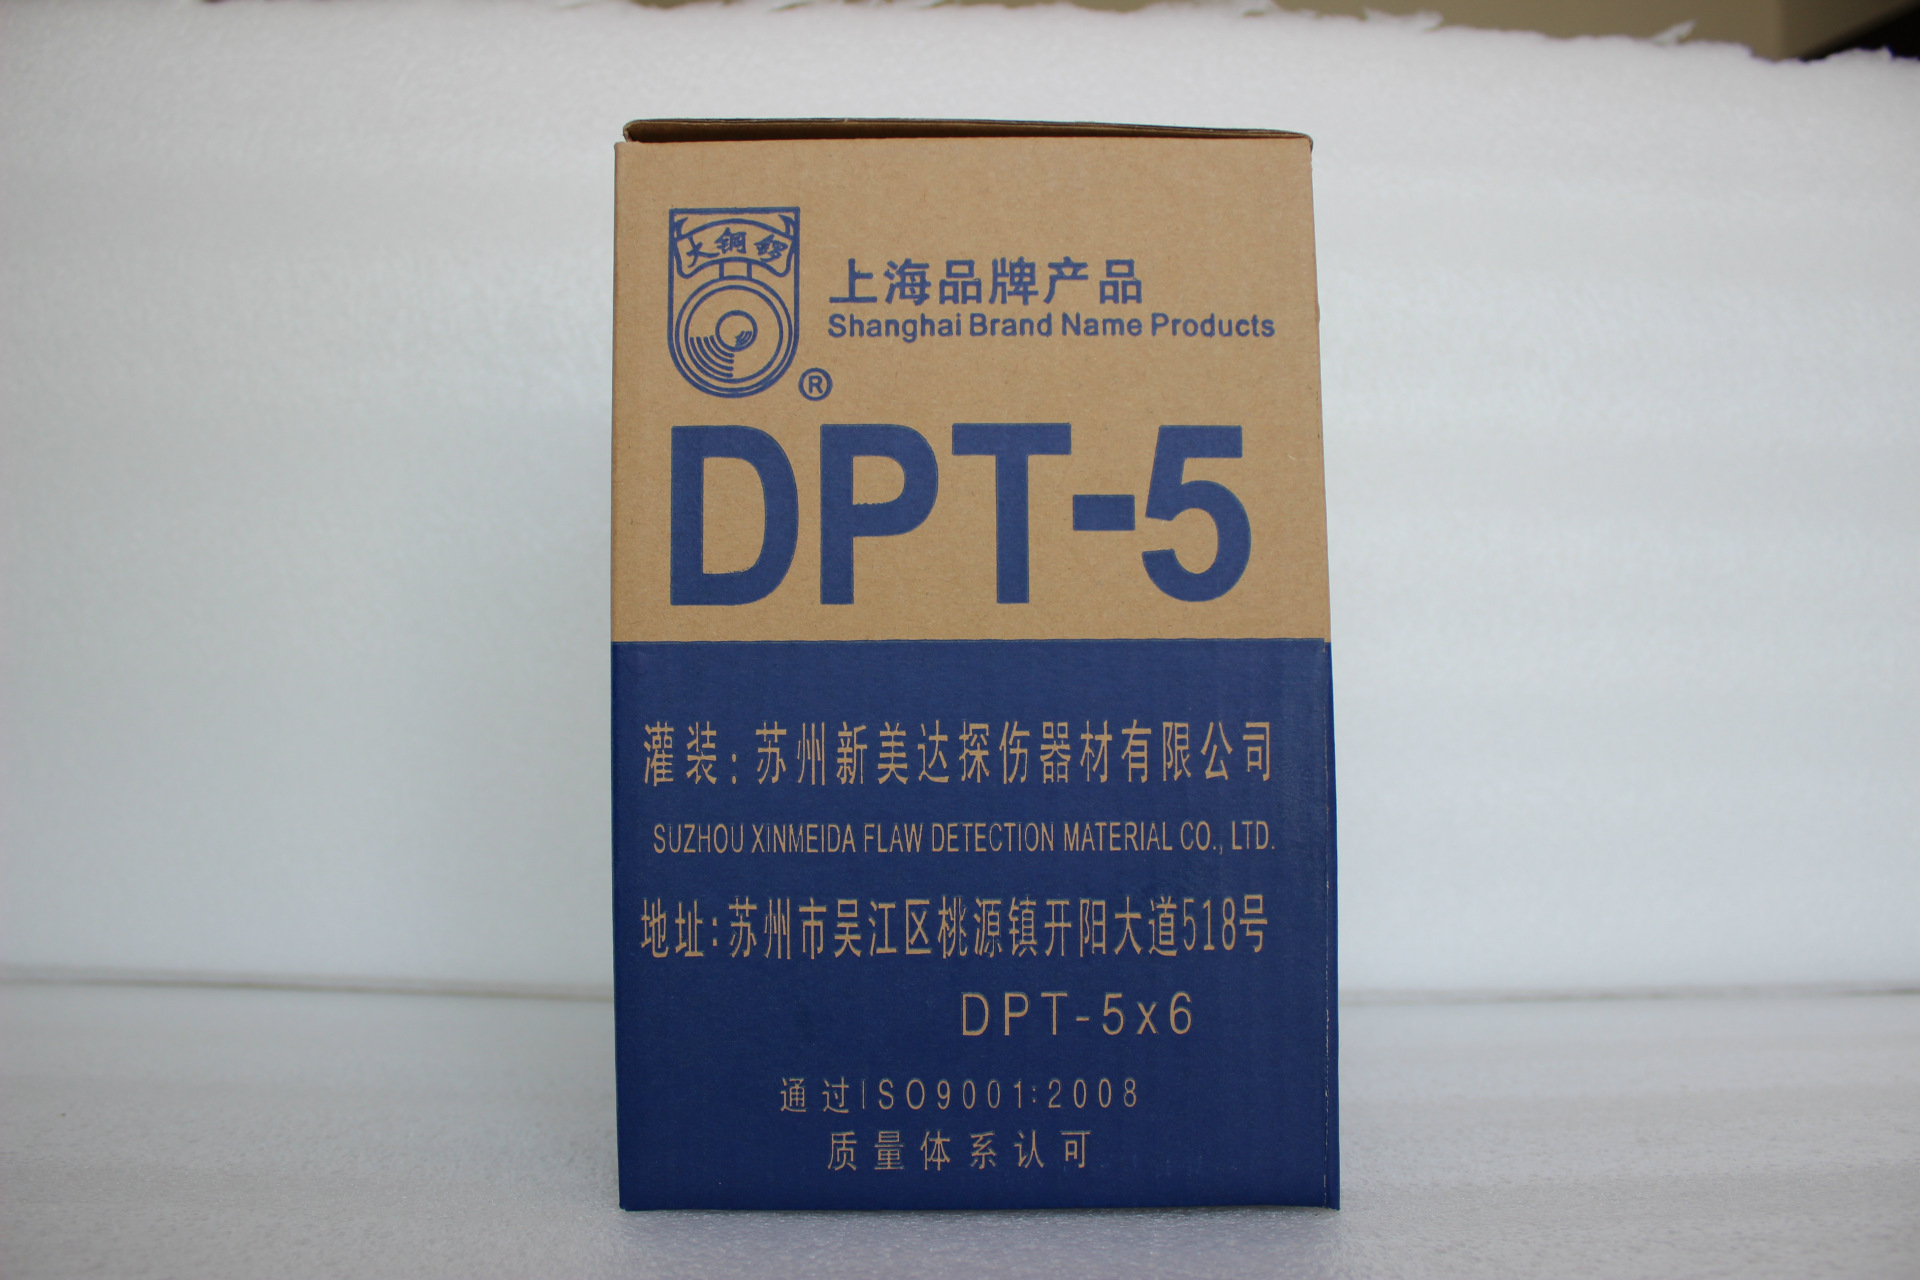 大铜锣
上海品牌产品
Shanghai Brand Name Products
®
DPT-5
灌装：苏州新美达探伤器材有限公司
SUZHOU XINMEIDA FLAW DETECTION MATERIAL CO., LTD.
地址：苏州市吴江区桃源镇开阳大道518号
DPT-5x6
通过ISO9001:2008
质量体系认可